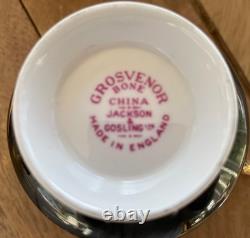 GROSVENOR
BONE
CHINA
JACKSON
&
GOSLING LTD
MADE IN ENGLAND
ebay